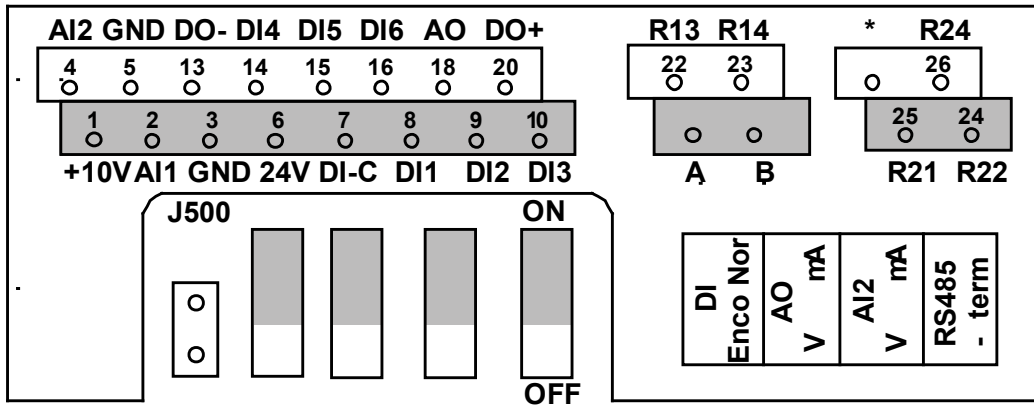 AI2 GND DO- DI4 DI5 DI6 AO DO+ R13 R14 * R24
4 5 13 14 15 16 18 20 22 23 26
1 2 3 6 7 8 9 10 25 24
+10V AI1 GND 24V DI-C DI1 DI2 DI3 A B R21 R22
J500 ON
DI
Enco Nor
AO
V mA
AI2
V mA
RS485
- term
OFF